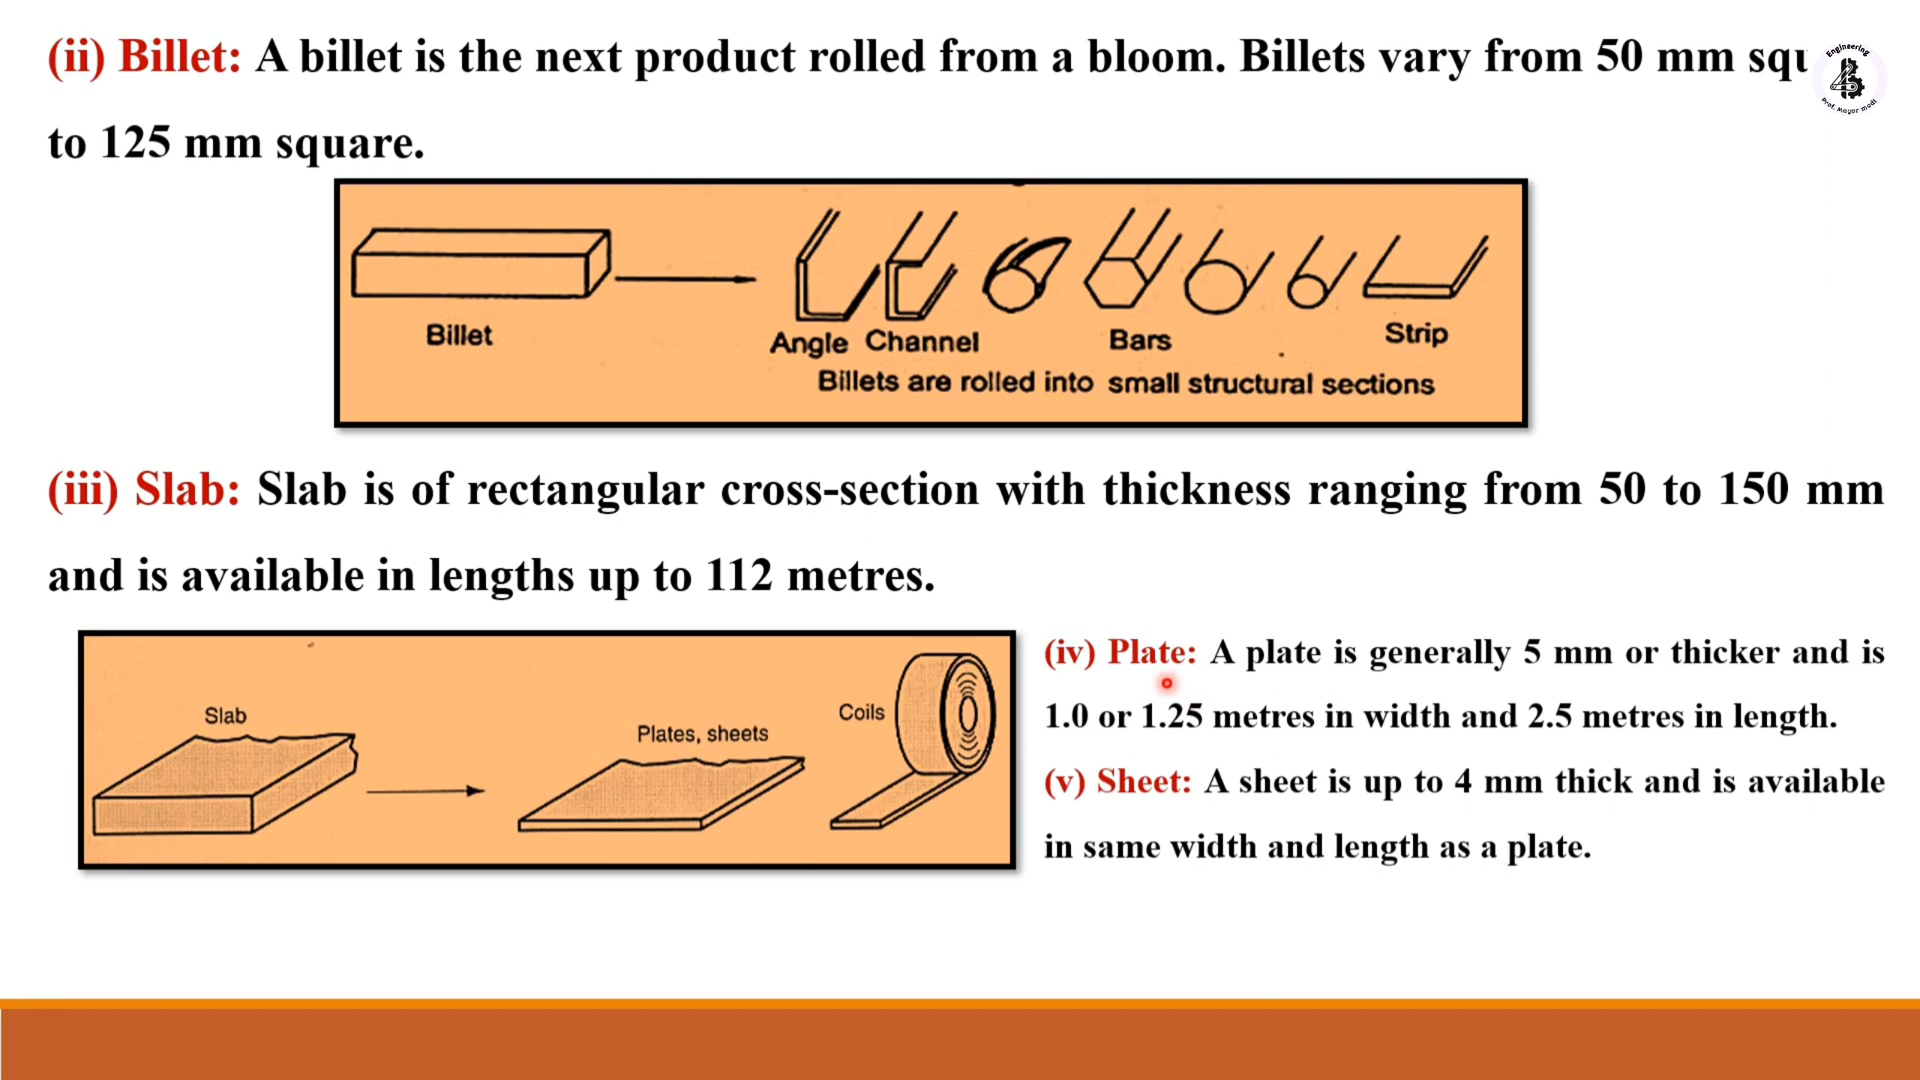 (ii) Billet: A billet is the next product rolled from a bloom. Billets vary from 50 mm squ
Engineering
Prof. Mayor modi
to 125 mm square.
Billet
Angle Channel Bars Strip
Billets are rolled into small structural sections
(iii) Slab: Slab is of rectangular cross-section with thickness ranging from 50 to 150 mm
and is available in lengths up to 112 metres.
Slab
Plates, sheets
Coils
(iv) Plate: A plate is generally 5 mm or thicker and is
1.0 or 1.25 metres in width and 2.5 metres in length.
(v) Sheet: A sheet is up to 4 mm thick and is available
in same width and length as a plate.